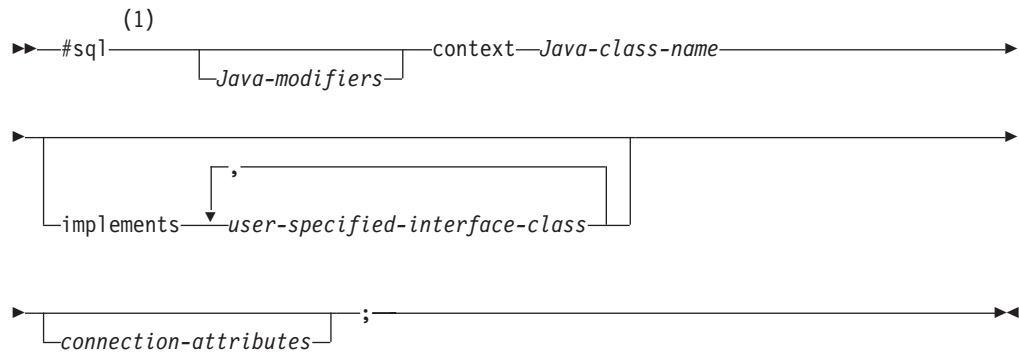 (1)
#sql context Java-class-name
Java-modifiers
,
implements user-specified-interface-class
;
connection-attributes